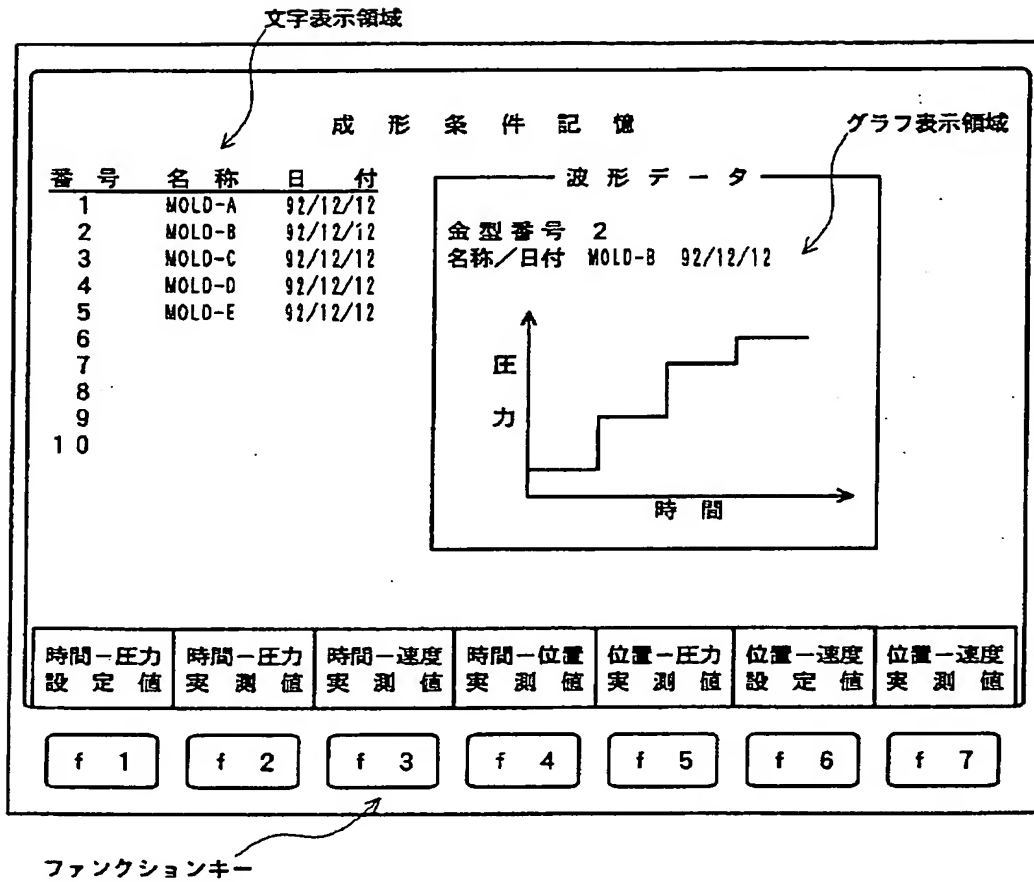 文字表示領域
成形条件記憶
グラフ表示領域
番号 名称 日付
1 MOLD-A 92/12/12
2 MOLD-B 92/12/12
3 MOLD-C 92/12/12
4 MOLD-D 92/12/12
5 MOLD-E 92/12/12
6
7
8
9
10
波形データ
金型番号 2
名称/日付 MOLD-B 92/12/12
圧力
時間
時間-圧力
設定値
時間-圧力
実測値
時間-速度
実測値
時間-位置
実測値
位置-圧力
実測値
位置-速度
設定値
位置-速度
実測値
f 1
f 2
f 3
f 4
f 5
f 6
f 7
ファンクションキー